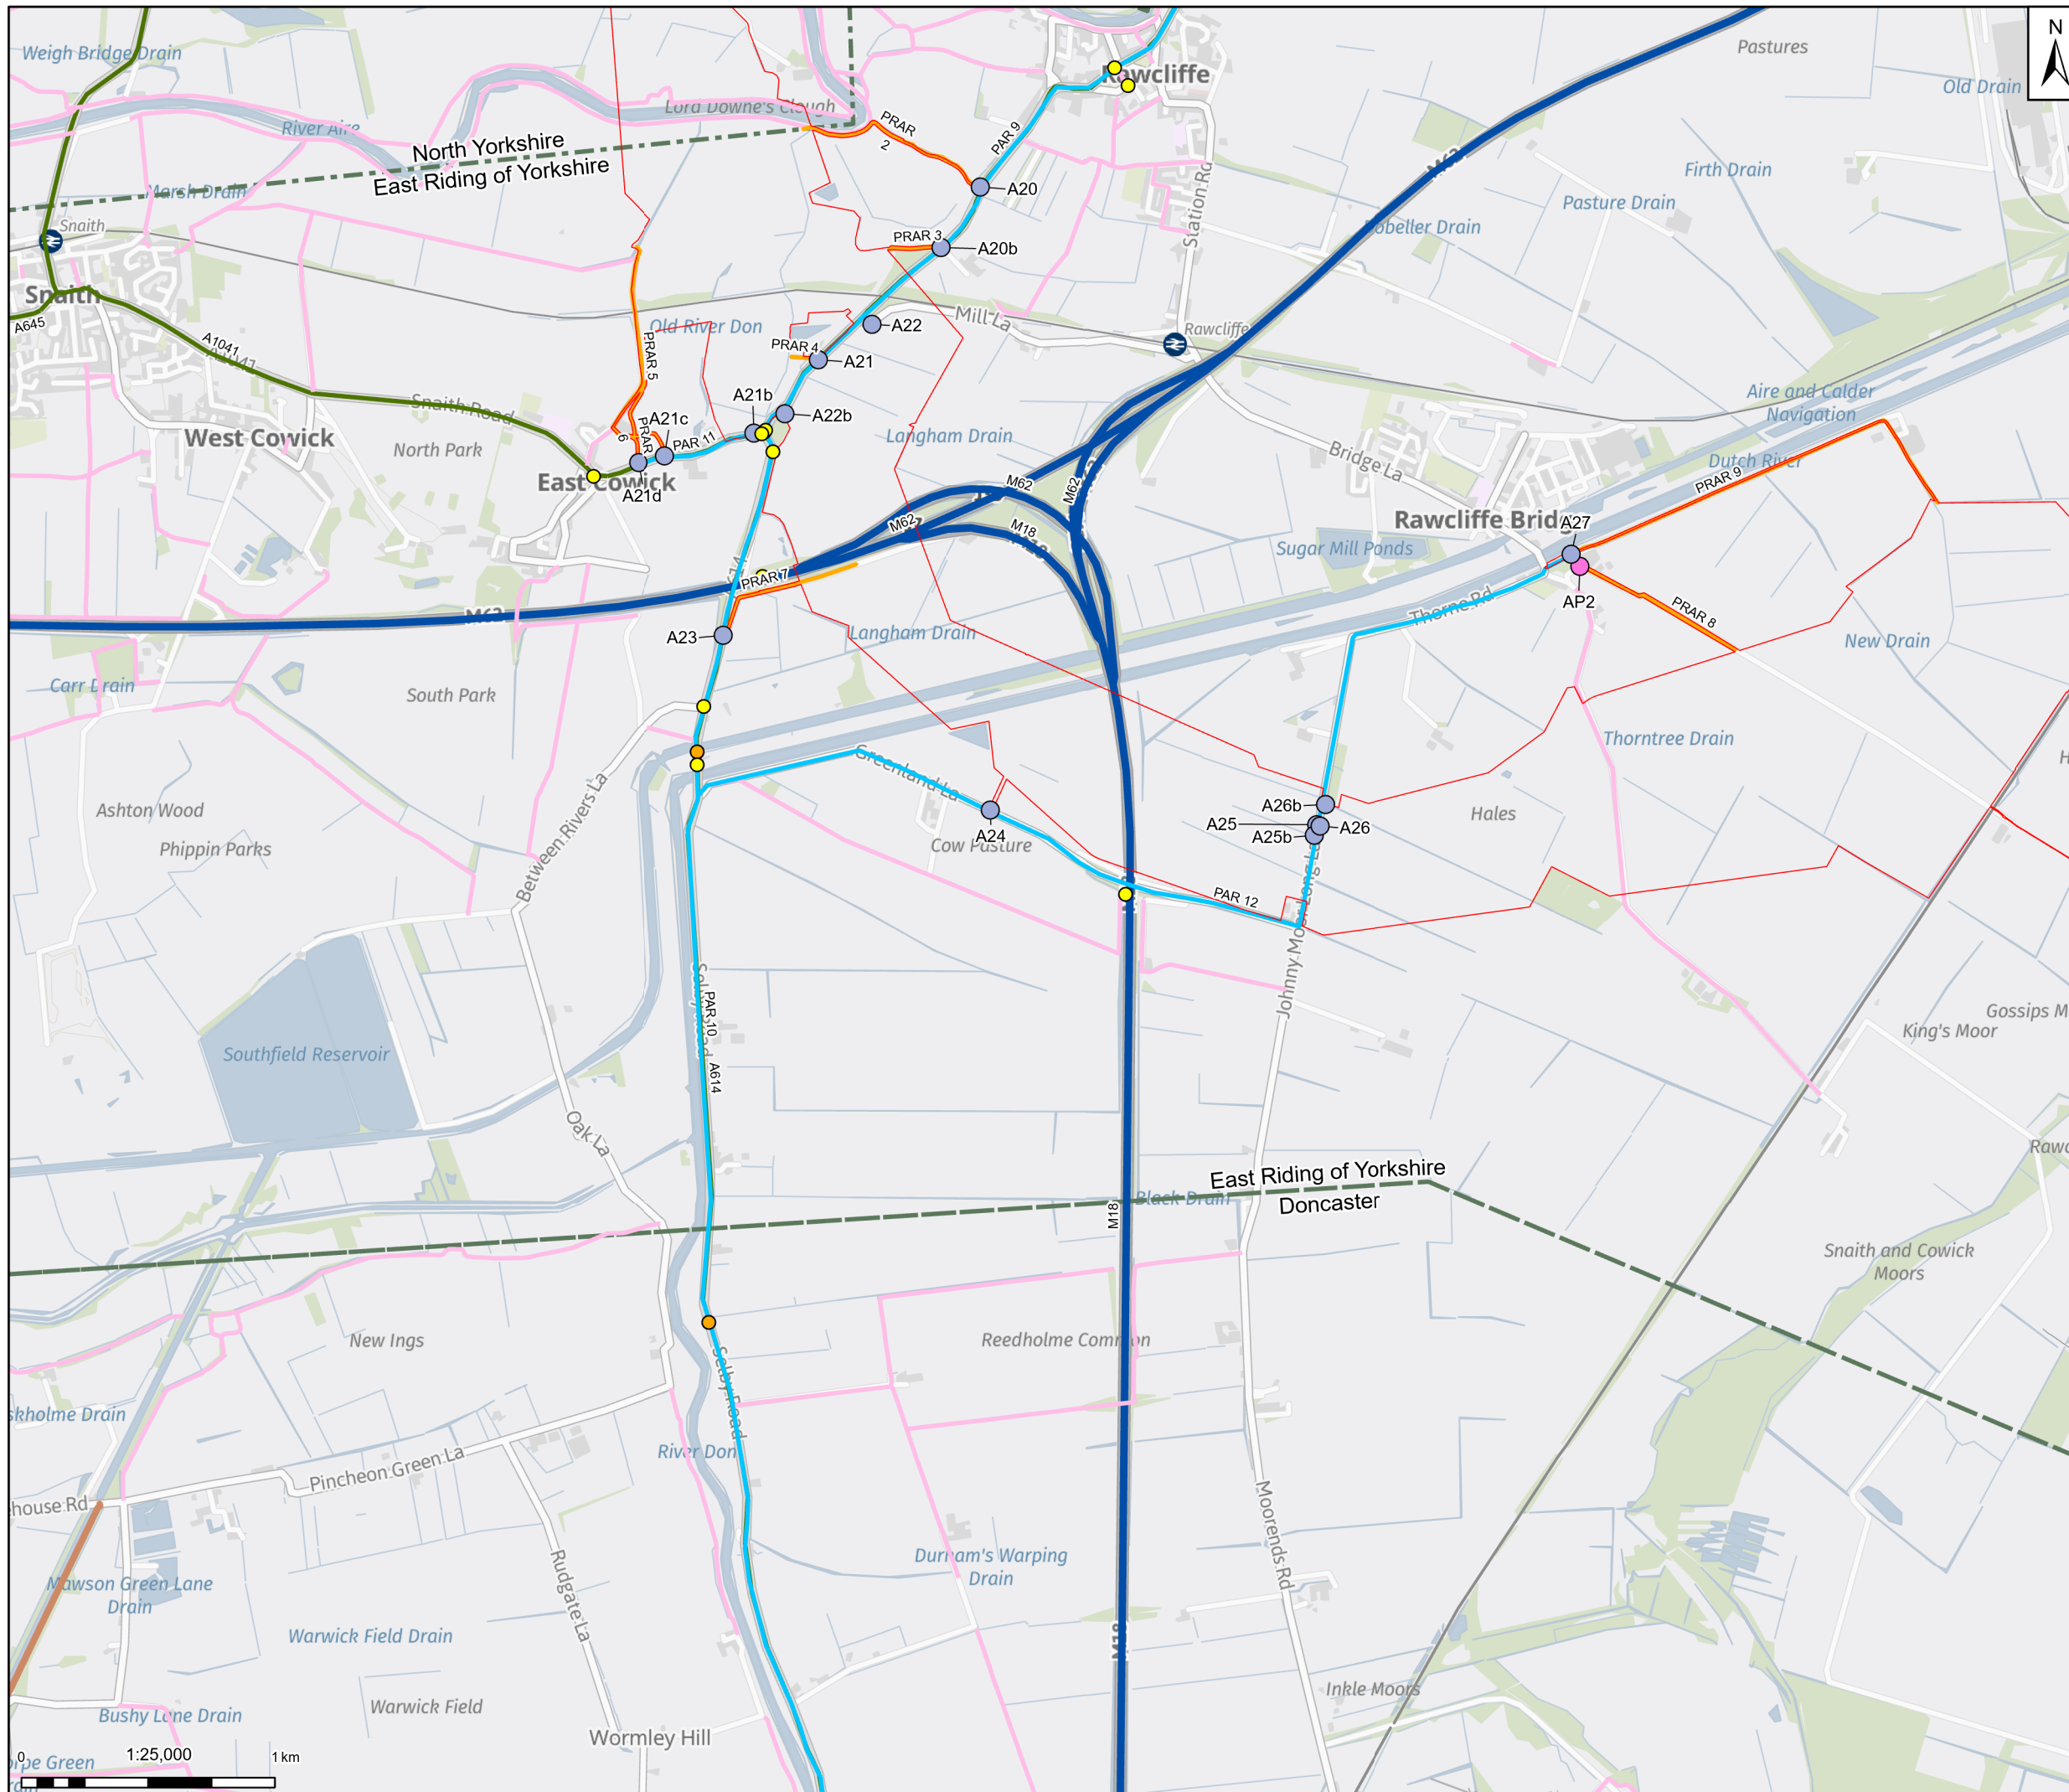 N
Weigh Bridge Drain
Rawcliffe
Pastures
Old Drain
Lord Downe's Clough
River Aire
PRAR
2
PAR 9
North Yorkshire
East Riding of Yorkshire
M62
Firth Drain
Marsh Drain
A20
Pasture Drain
Station Rd
Snaith
PRAR 3
A20b
Snaith
A645
Old River Don
A22
Mill La
Rawcliffe
A1041
PRAR 5
PRAR 4
A21
Aire and Calder
Navigation
Snaith Road
A21b
A22b
West Cowick
North Park
A21c
PRAR
6
PAR 11
Langham Drain
Bridge La
Dutch River
East Cowick
A21d
M62
M62
PRAR 9
M62
M18
Rawcliffe Bridge
A27
Sugar Mill Ponds
PRAR 7
M62
Thorne Rd
AP2
PRAR 8
A23
Langham Drain
New Drain
Carr Drain
South Park
Thorntree Drain
Greenland La
Between Rivers La
Ashton Wood
A26b
Hales
A24
A25
A26
A25b
Phippin Parks
Cow Pasture
PAR 12
Johnny Moor Long La
Selby Road
PAR 10
A614
Gossips M
King's Moor
Southfield Reservoir
Oak La
East Riding of Yorkshire
Doncaster
Black Drain
M18
Snaith and Cowick
Moors
New Ings
Reedholme Common
Selby Road
skholme Drain
River Don
Pincheon Green La
ehouse Rd
Moorends Rd
Durham's Warping
Drain
Rudgate La
Mawson Green Lane
Drain
Warwick Field Drain
M18
Inkle Moors
Warwick Field
Bushy Lane Drain
Wormley Hill
0
1:25,000
1 km
orpe Green